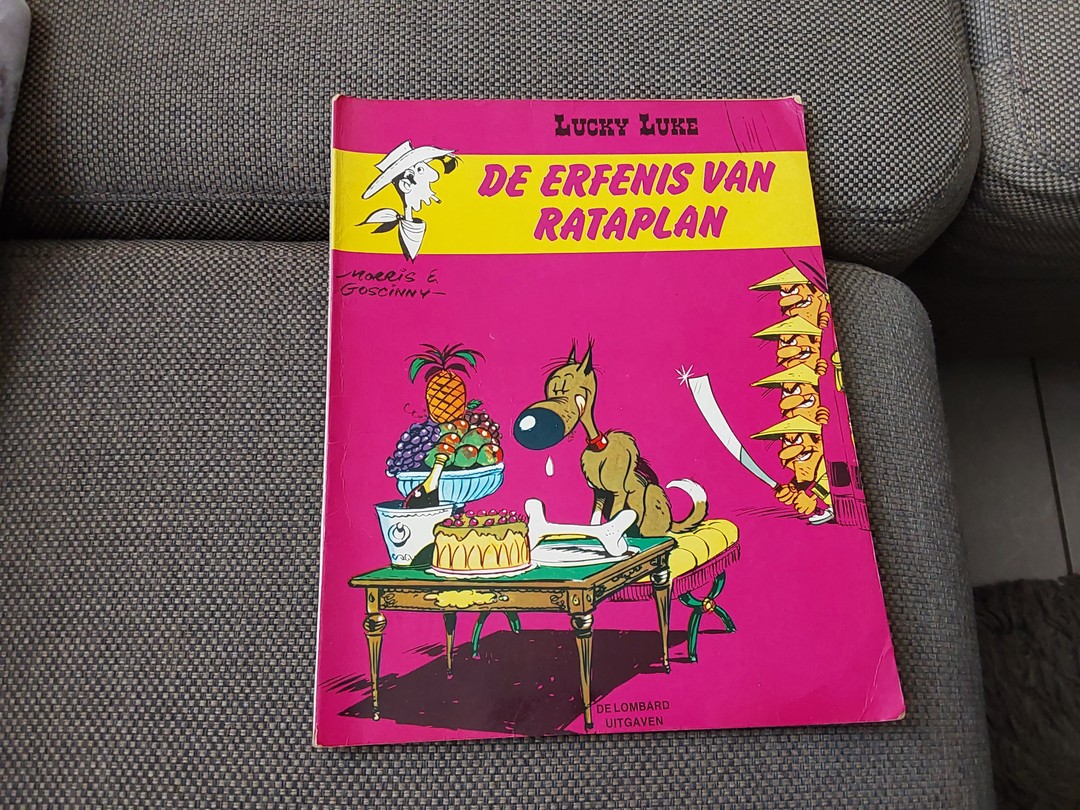 LUCKY LUKE
DE ERFENIS VAN
RATAPLAN
MORRIS &
GOSCINNY
DE LOMBARD
UITGAVEN